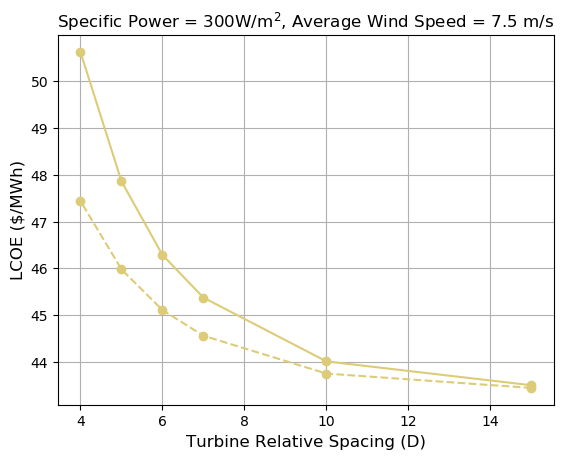 Specific Power = 300W/m², Average Wind Speed = 7.5 m/s
50
49
48
47
46
45
44
LCOE ($/MWh)
4 6 8 10 12 14
Turbine Relative Spacing (D)